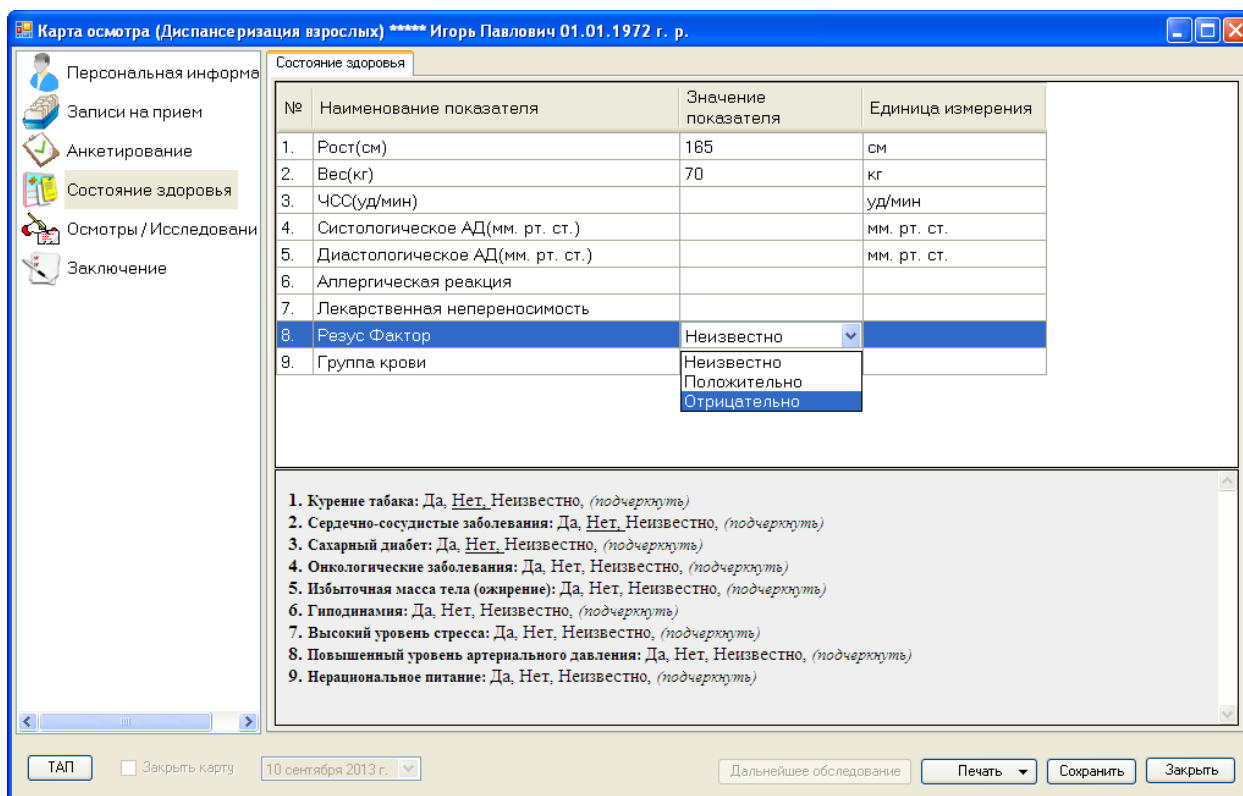 Карта осмотра (Диспансеризация взрослых) ***** Игорь Павлович 01.01.1972 г. р.
Персональная информа
Записи на прием
Анкетирование
Состояние здоровья
Осмотры / Исследовани
Заключение
Состояние здоровья
№ Наименование показателя Значение показателя Единица измерения
1. Рост(см) 165 см
2. Вес(кг) 70 кг
3. ЧСС(уд/мин) уд/мин
4. Систологическое АД(мм. рт. ст.) мм. рт. ст.
5. Диастологическое АД(мм. рт. ст.) мм. рт. ст.
6. Аллергическая реакция
7. Лекарственная непереносимость
8. Резус Фактор Неизвестно
9. Группа крови
Неизвестно
Положительно
Отрицательно
1. Курение табака: Да, Нет, Неизвестно, (подчеркнуть)
2. Сердечно-сосудистые заболевания: Да, Нет, Неизвестно, (подчеркнуть)
3. Сахарный диабет: Да, Нет, Неизвестно, (подчеркнуть)
4. Онкологические заболевания: Да, Нет, Неизвестно, (подчеркнуть)
5. Избыточная масса тела (ожирение): Да, Нет, Неизвестно, (подчеркнуть)
6. Гиподинамия: Да, Нет, Неизвестно, (подчеркнуть)
7. Высокий уровень стресса: Да, Нет, Неизвестно, (подчеркнуть)
8. Повышенный уровень артериального давления: Да, Нет, Неизвестно, (подчеркнуть)
9. Нерациональное питание: Да, Нет, Неизвестно, (подчеркнуть)
ТАП Закрыть карту 10 сентября 2013 г. Дальнейшее обследование Печать Сохранить Закрыть